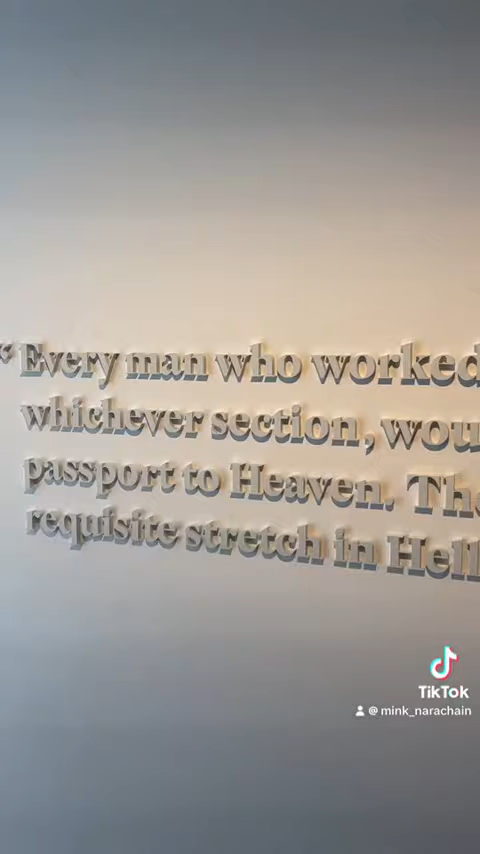 “Every man who worked
whichever section, wou
passport to Heaven. The
requisite stretch in Hell
TikTok
@mink_narachain